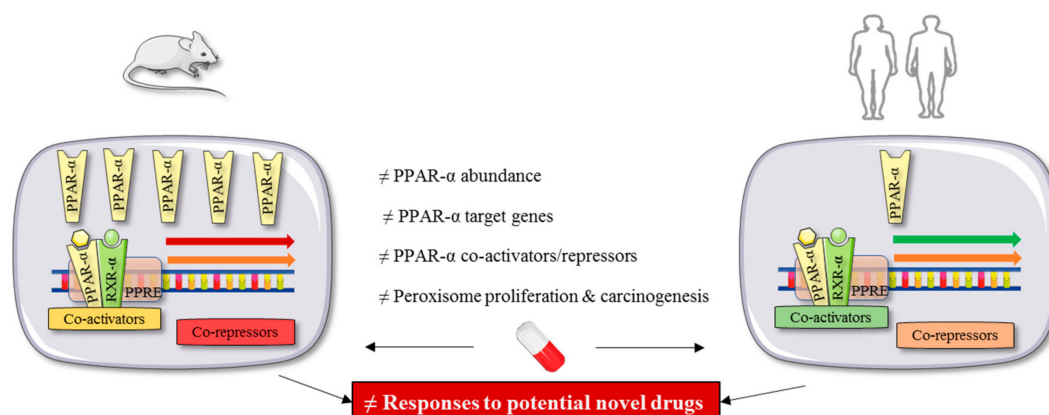 PPAR-α
PPAR-α
PPAR-α
PPAR-α
PPAR-α
PPAR-α
RXR-α
PPRE
Co-activators
Co-repressors
≠ PPAR-α abundance
≠ PPAR-α target genes
≠ PPAR-α co-activators/repressors
≠ Peroxisome proliferation & carcinogenesis
PPAR-α
PPAR-α
RXR-α
PPRE
Co-activators
Co-repressors
≠ Responses to potential novel drugs